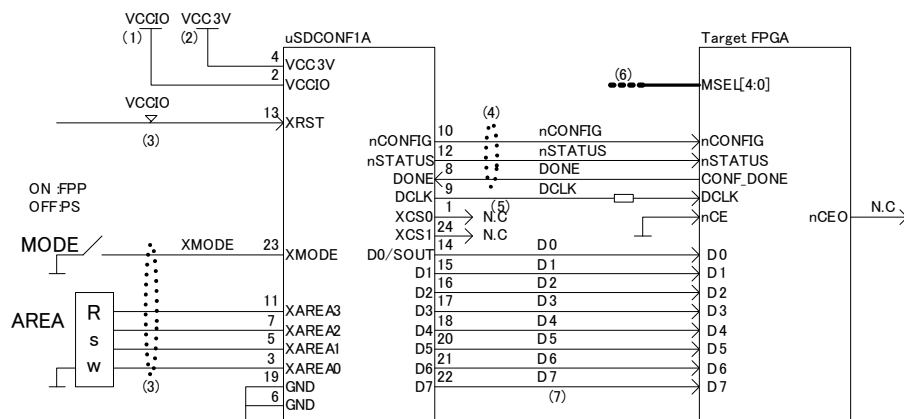 VCCIO VCC3V
(1) (2)
uSDCONF1A
Target FPGA
4 VCC3V
2 VCCIO
(6)
MSEL[4:0]
VCCIO
13 XRST
(3)
(4)
nCONFIG 10 nCONFIG nCONFIG
nSTATUS 12 nSTATUS nSTATUS
DONE 8 DONE CONF_DONE
DCLK 9 DCLK DCLK
(5)
XCS0 1 N.C
nCE
nCEO N.C
XCS1 24 N.C
ON :FPP
OFF:PS
MODE XMODE 23 XMODE
D0/SOUT 14 D0 D0
D1 15 D1 D1
D2 16 D2 D2
D3 17 D3 D3
D4 18 D4 D4
D5 20 D5 D5
D6 21 D6 D6
D7 22 D7 D7
AREA
R
s
w
11 XAREA3
7 XAREA2
5 XAREA1
3 XAREA0
19 GND
6 GND
(3)
(7)